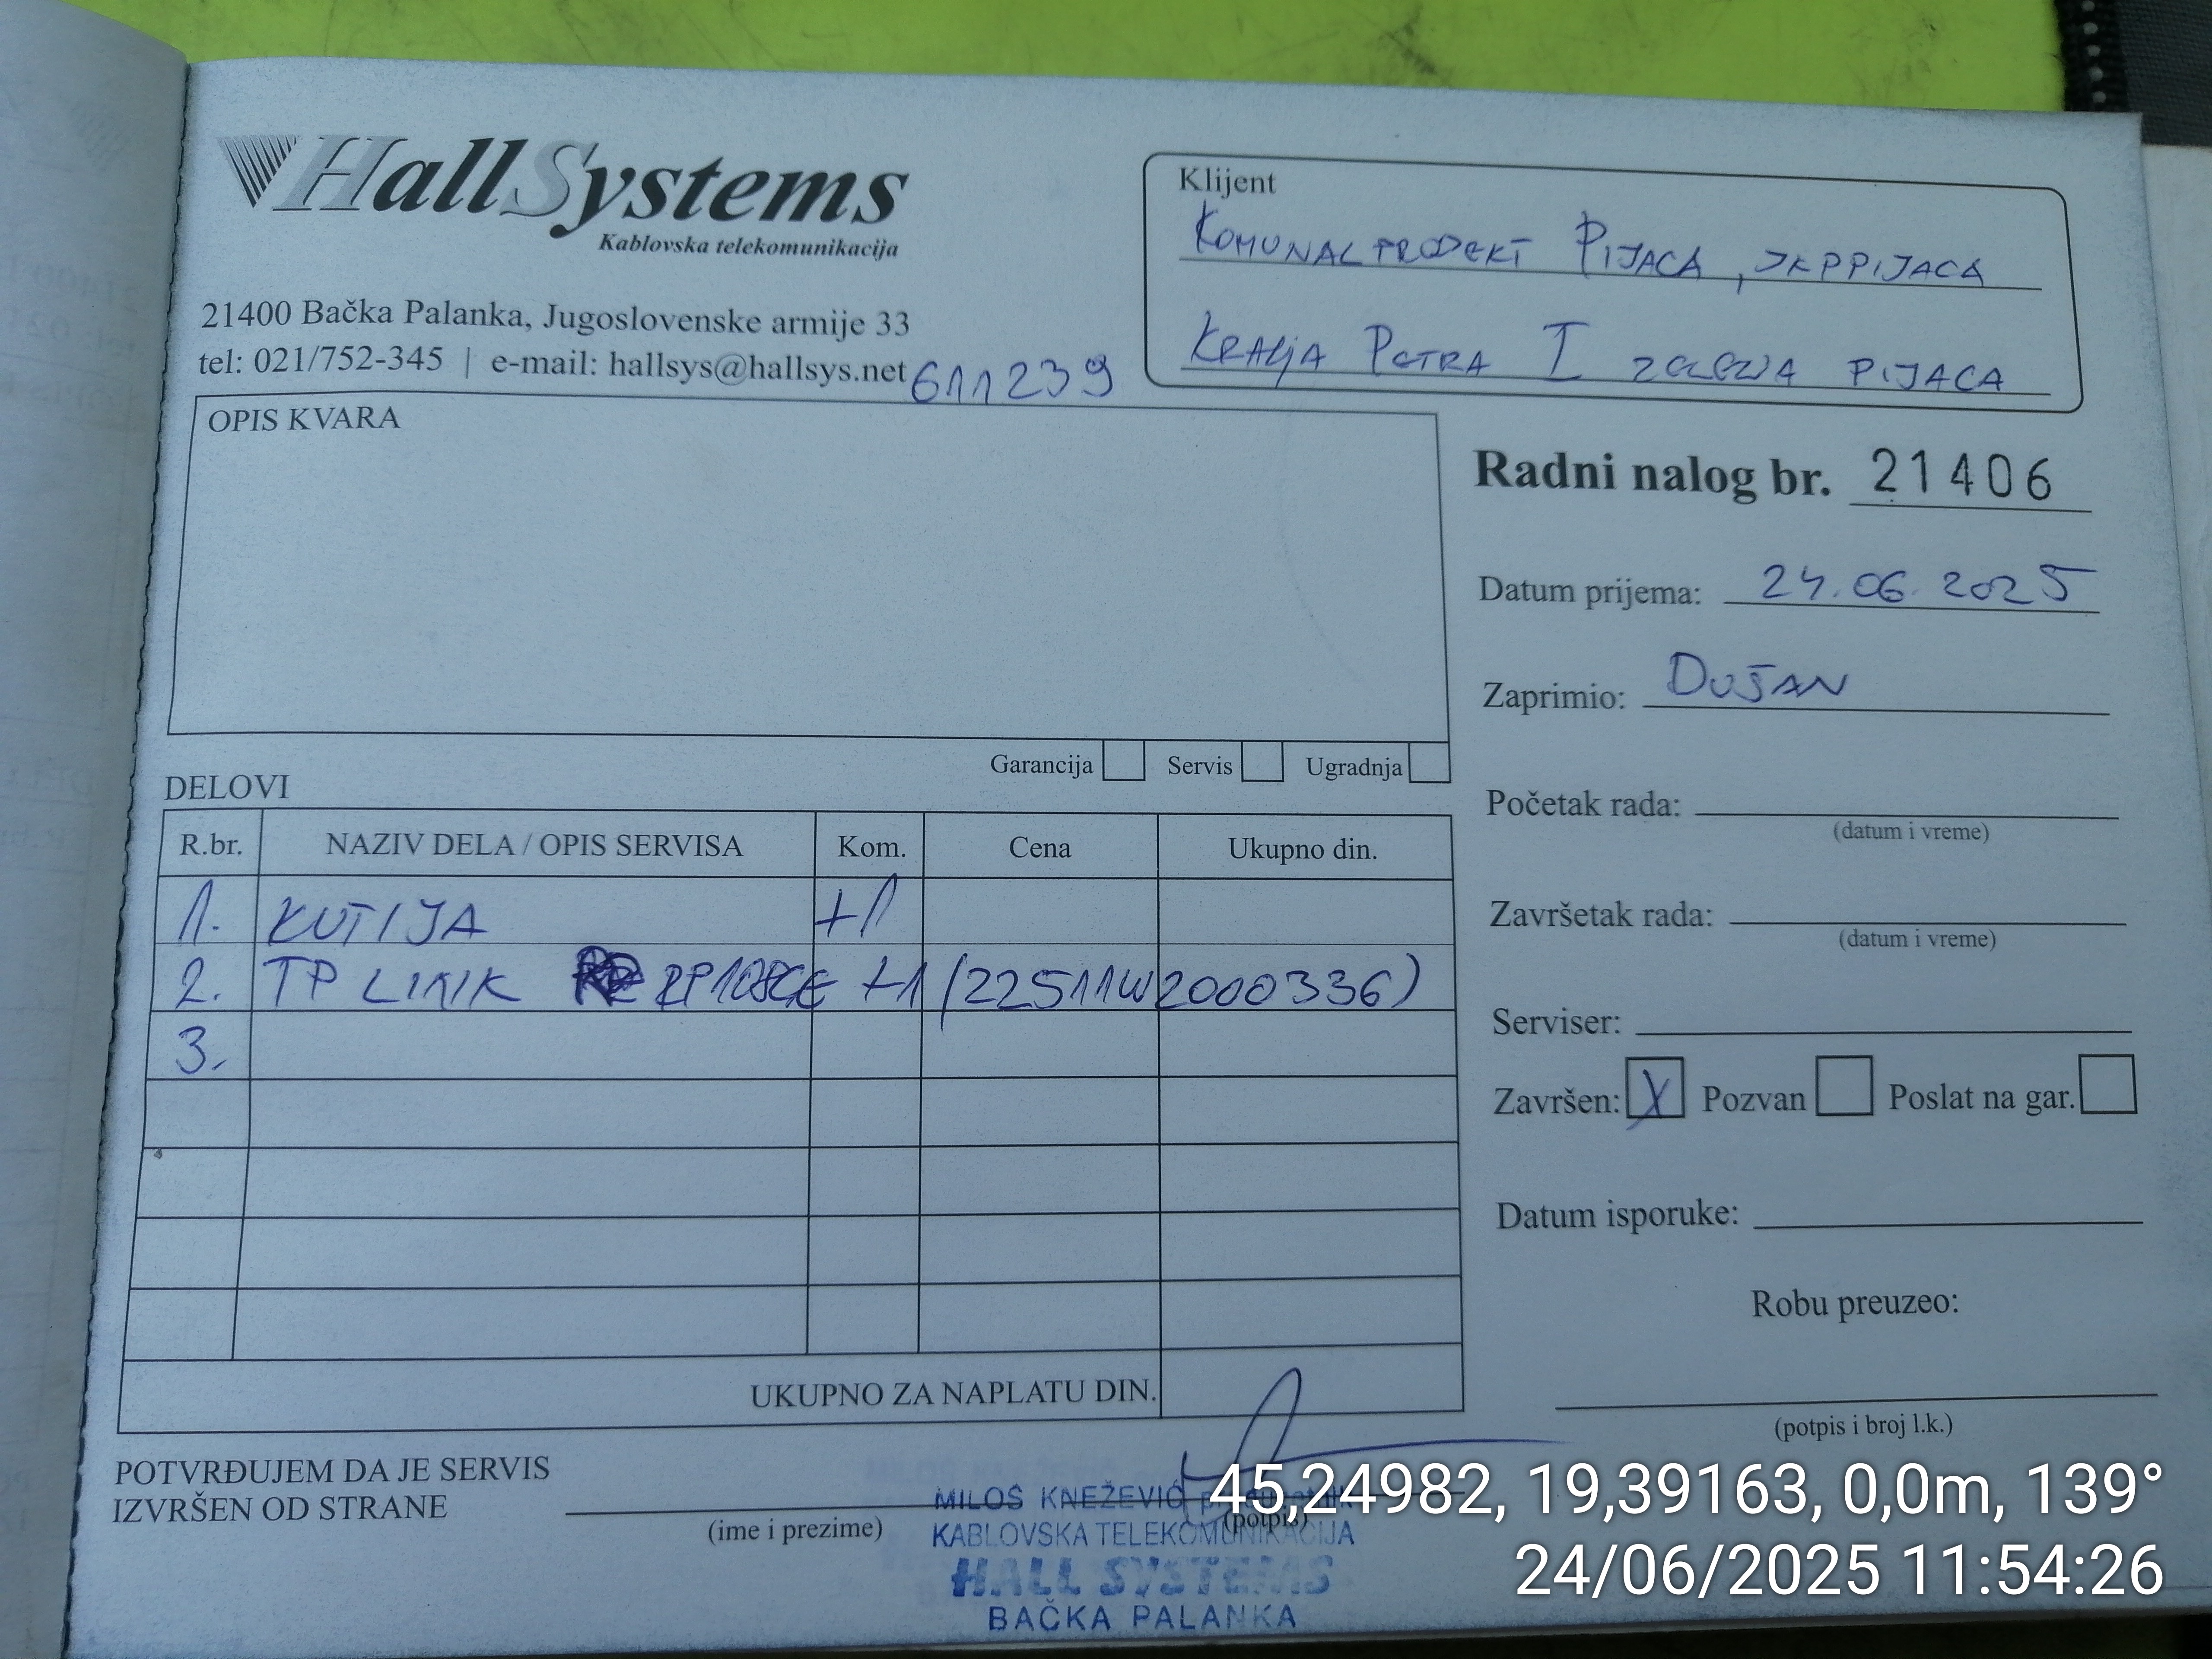 HallSystems
Kablovska telekomunikacija
21400 Bačka Palanka, Jugoslovenske armije 33
tel: 021/752-345 | e-mail: hallsys@hallsys.net 611239
Klijent
KOMUNALPROJEKT PIJACA, JKP PIJACA
KRALJA PETRA I ZELENA PIJACA
OPIS KVARA
Garancija Servis Ugradnja
Radni nalog br. 21406
Datum prijema: 24.06.2025
Zaprimio: DUŠAN
Početak rada:
(datum i vreme)
Završetak rada:
(datum i vreme)
Serviser:
Završen: X Pozvan Poslat na gar.
Datum isporuke:
Robu preuzeo:
(potpis i broj l.k.)
DELOVI
R.br. NAZIV DELA / OPIS SERVISA Kom. Cena Ukupno din.
1. KUTIJA +1
2. TP LINK +1 (22511W2000336)
3.
UKUPNO ZA NAPLATU DIN.
POTVRĐUJEM DA JE SERVIS
IZVRŠEN OD STRANE
(ime i prezime)
(potpis)
MILOŠ KNEŽEVIĆ
KABLOVSKA TELEKOMUNIKACIJA
HALL SYSTEMS
BAČKA PALANKA
45,24982, 19,39163, 0,0m, 139°
24/06/2025 11:54:26